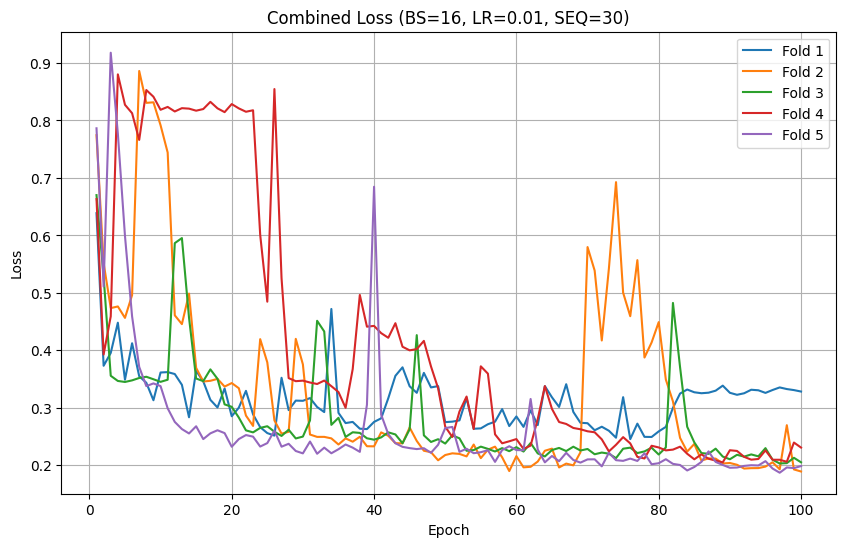 Combined Loss (BS=16, LR=0.01, SEQ=30)
Loss
0.9
0.8
0.7
0.6
0.5
0.4
0.3
0.2
Fold 1
Fold 2
Fold 3
Fold 4
Fold 5
0 20 40 60 80 100
Epoch